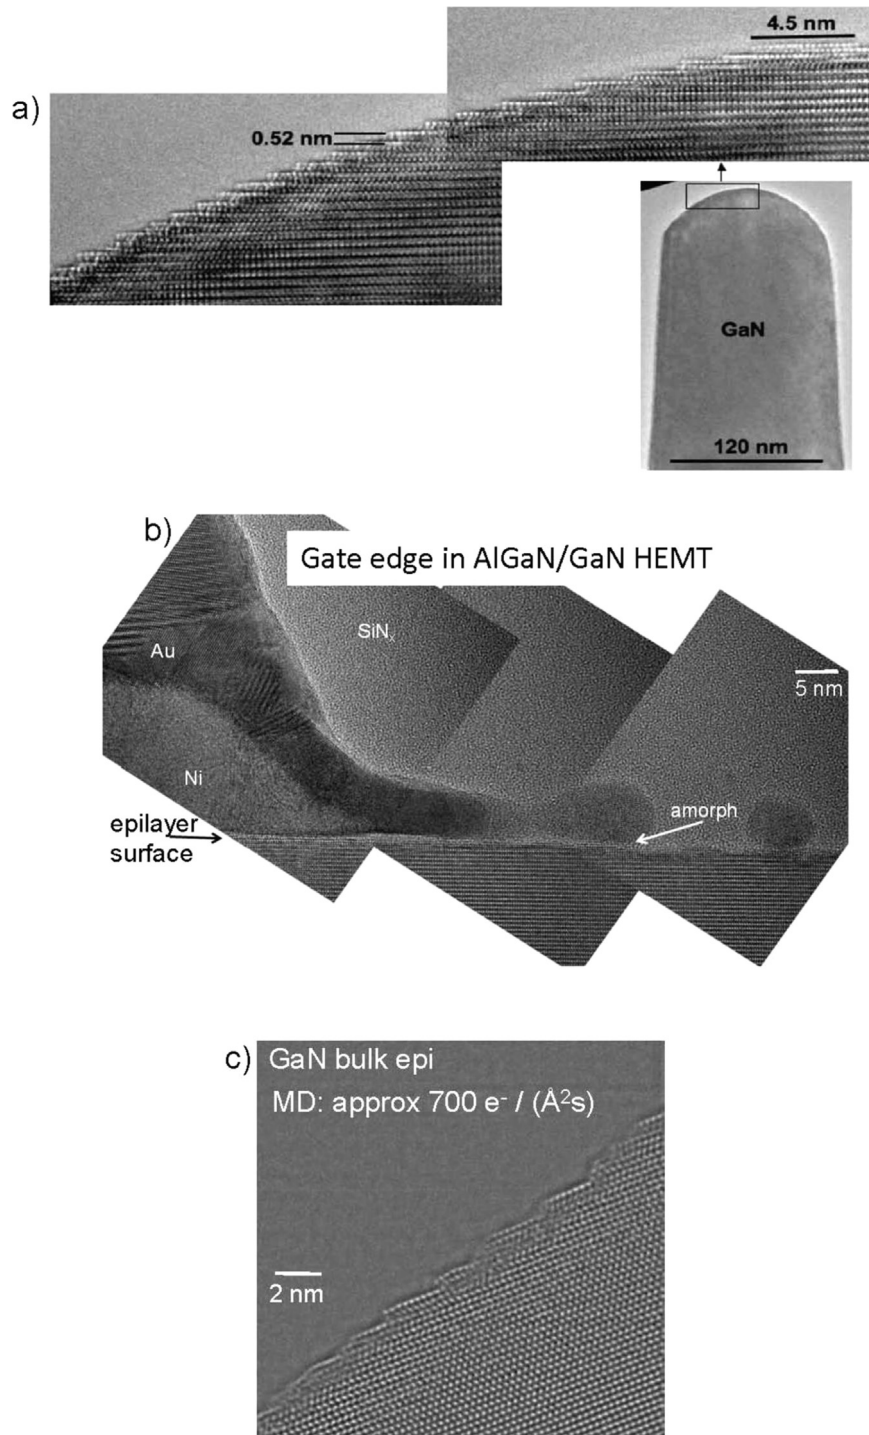 4.5 nm
a)
0.52 nm
GaN
120 nm
b)
Gate edge in AlGaN/GaN HEMT
SiNₓ
Au
5 nm
Ni
amorph
epilayer
surface
c)
GaN bulk epi
MD: approx 700 e⁻ / (Å²s)
2 nm